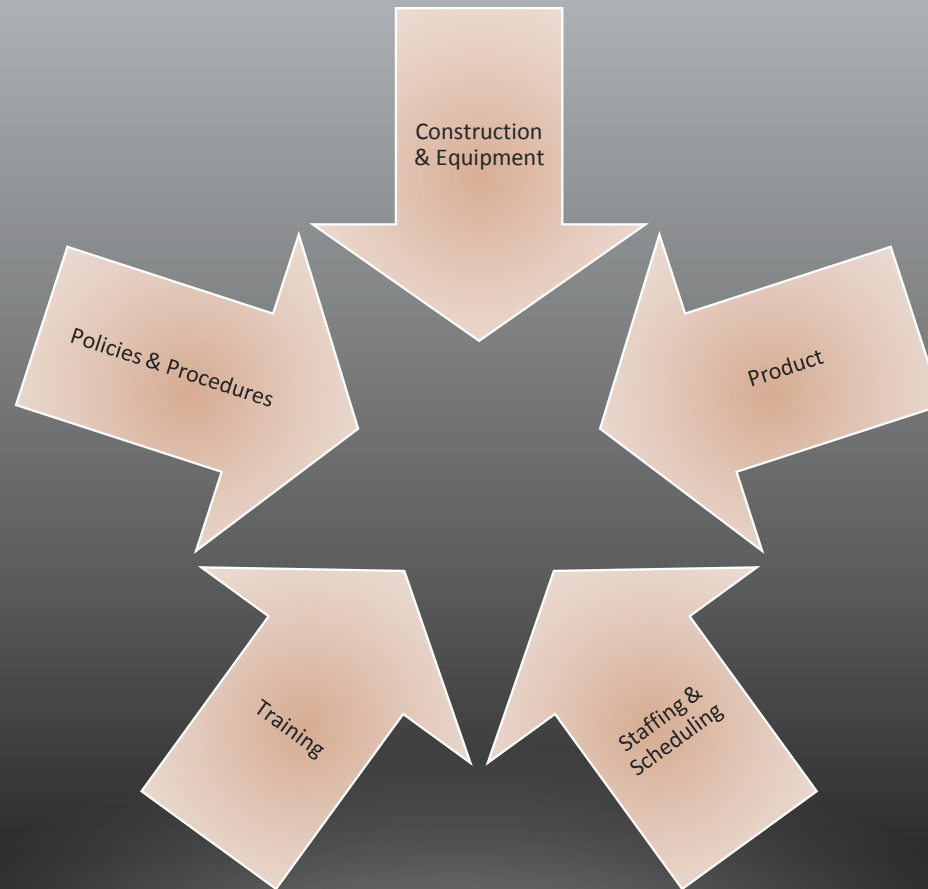 Construction
& Equipment
Policies & Procedures
Product
Training
Staffing &
Scheduling